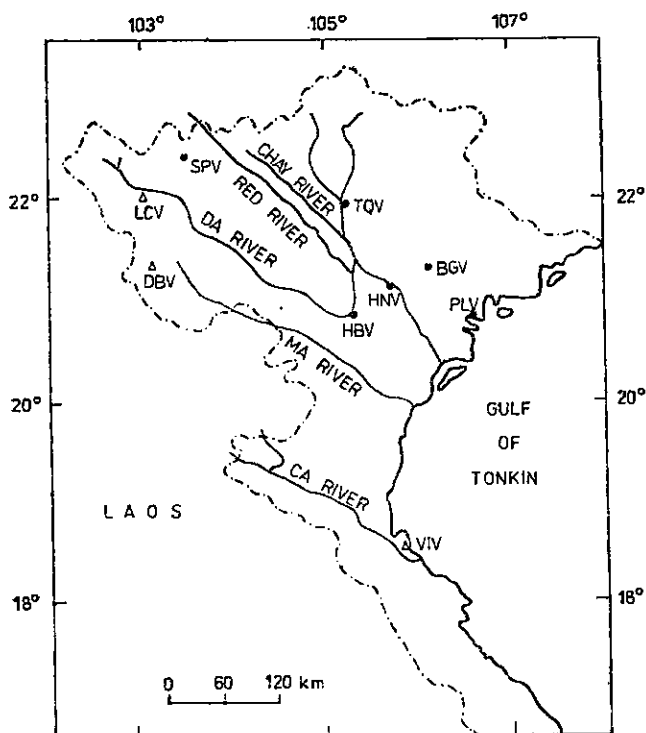 103° 105° 107°
CHAY RIVER
SPV
RED RIVER
TQV
22° 22°
LCV
DA RIVER
BGV
DBV
HNV
PLV
HBV
MA RIVER
20° 20°
GULF
OF
TONKIN
CA RIVER
LAOS
VIV
18° 18°
0 60 120 km